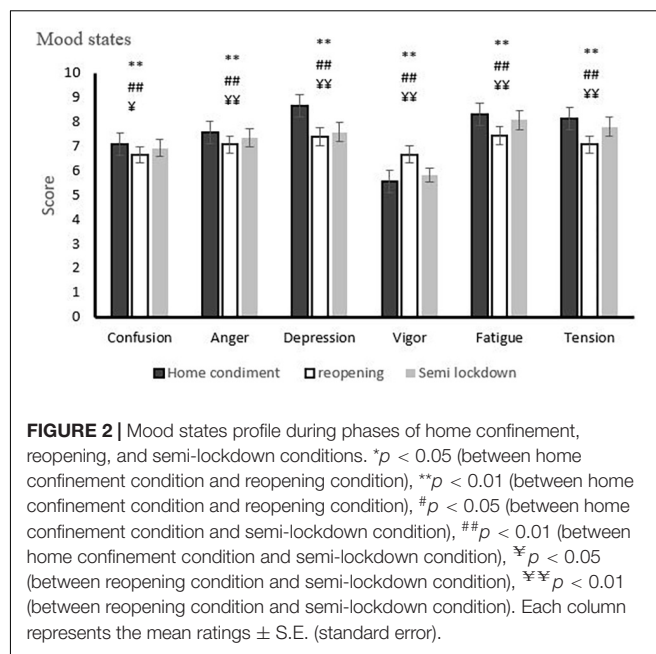 Mood states
** ** ** ** ** **
## ## ## ## ## ##
¥ ¥¥ ¥¥ ¥¥ ¥¥ ¥¥
10
9
8
7
6
5
4
3
2
1
0
Score
Confusion Anger Depression Vigor Fatigue Tension
Home condiment reopening Semi lockdown
FIGURE 2 | Mood states profile during phases of home confinement,
reopening, and semi-lockdown conditions. *p < 0.05 (between home
confinement condition and reopening condition), **p < 0.01 (between home
confinement condition and reopening condition), #p < 0.05 (between home
confinement condition and semi-lockdown condition), ##p < 0.01 (between
home confinement condition and semi-lockdown condition), ¥p < 0.05
(between reopening condition and semi-lockdown condition), ¥¥p < 0.01
(between reopening condition and semi-lockdown condition). Each column
represents the mean ratings ± S.E. (standard error).